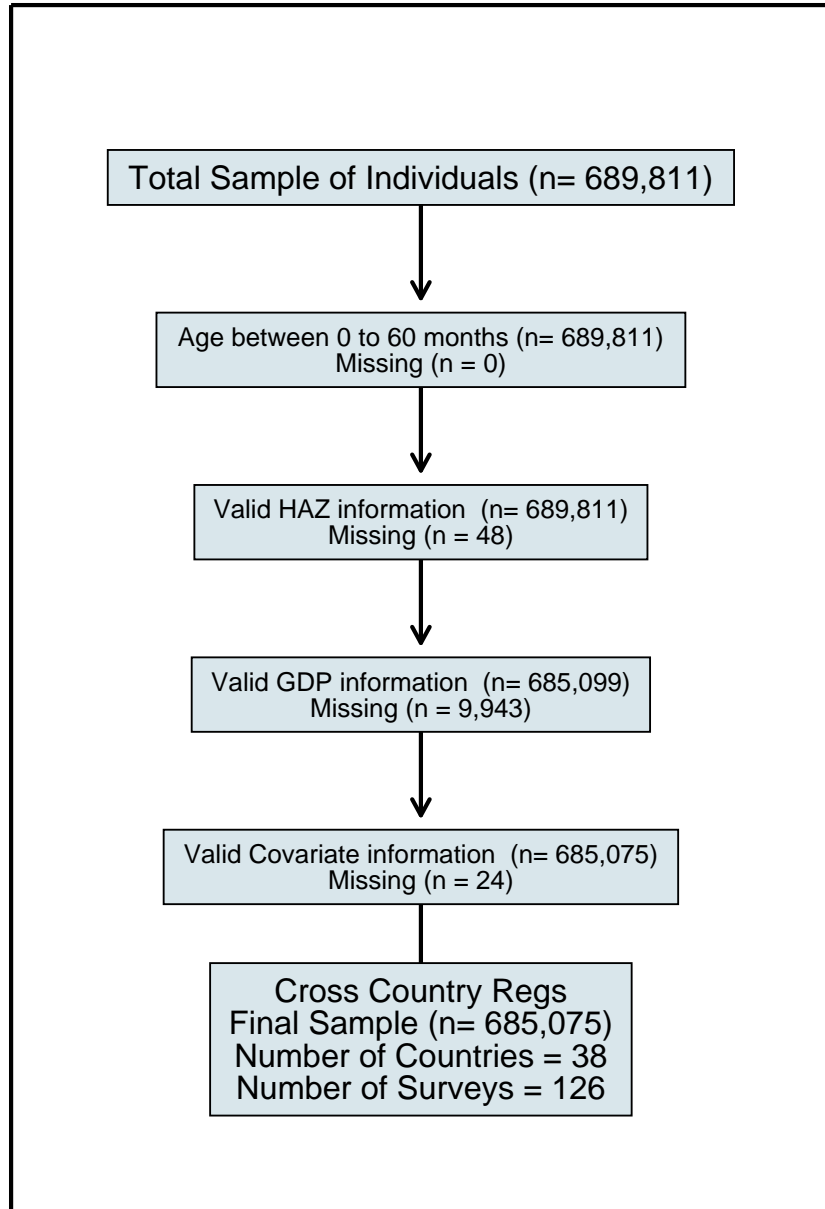 Total Sample of Individuals (n= 689,811)
Age between 0 to 60 months (n= 689,811)
Missing (n = 0)
Valid HAZ information  (n= 689,811)
Missing (n = 48)
Valid GDP information  (n= 685,099)
Missing (n = 9,943)
Valid Covariate information  (n= 685,075)
Missing (n = 24)
Cross Country Regs
Final Sample (n= 685,075)
Number of Countries = 38
Number of Surveys = 126